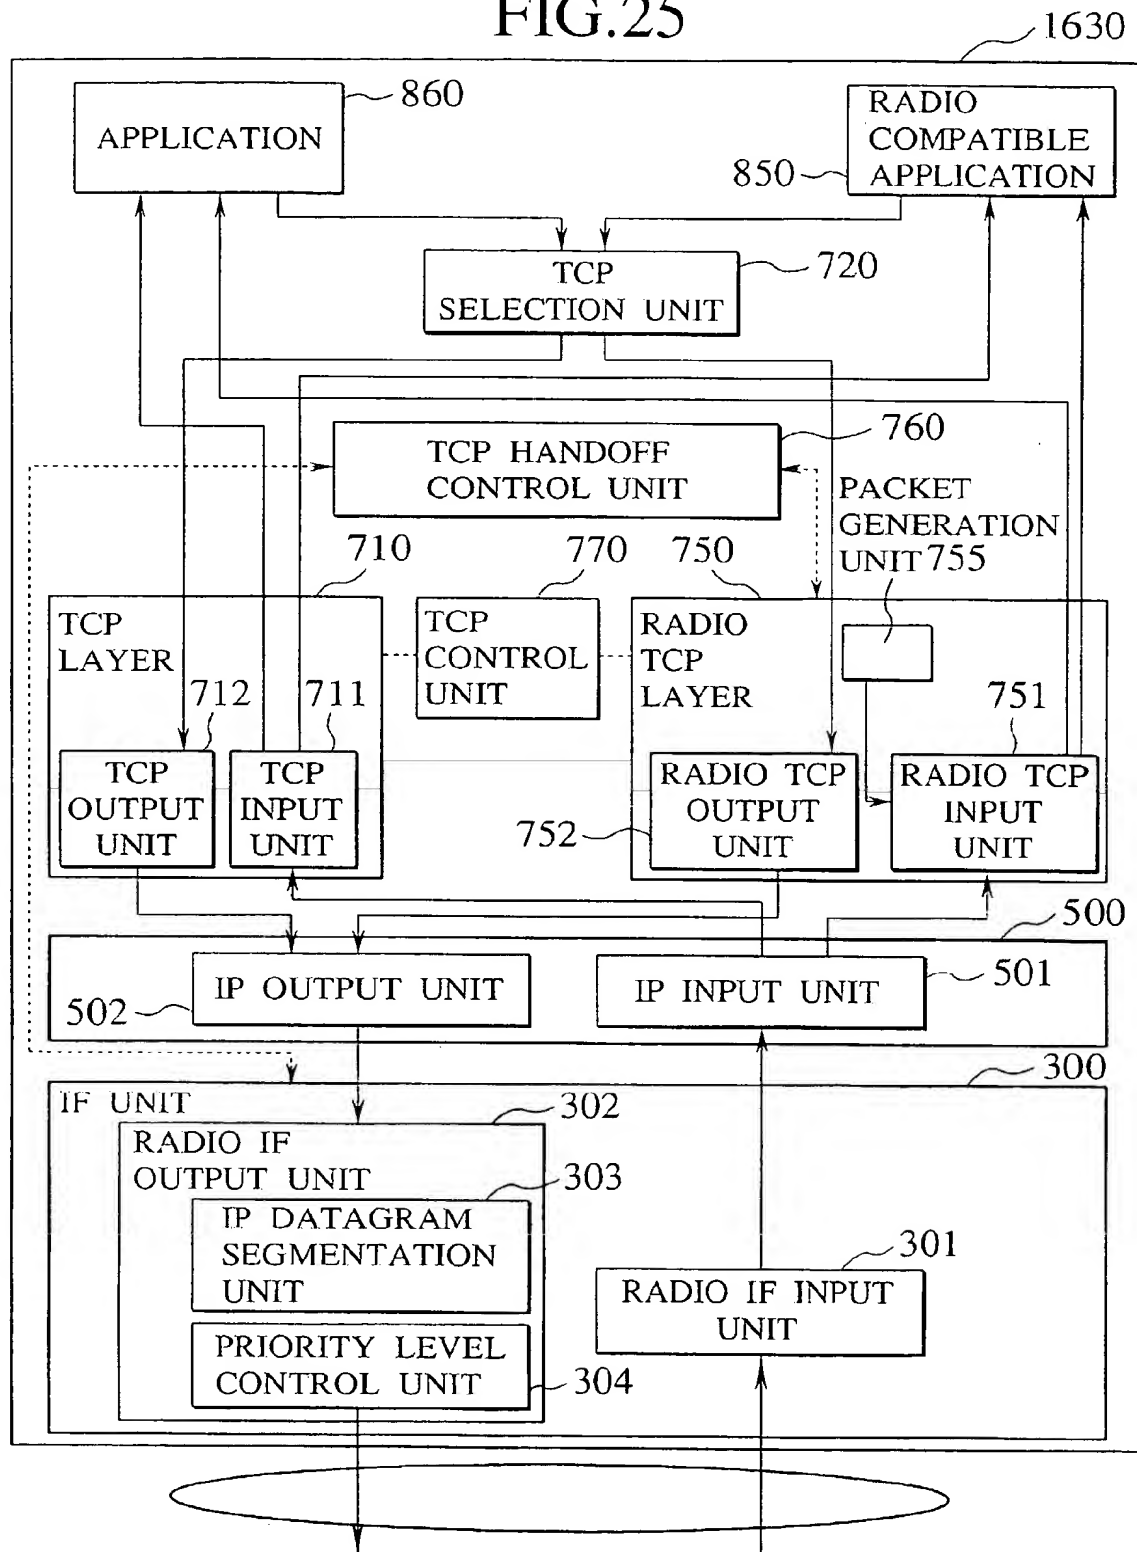 FIG.25
1630
860
APPLICATION
RADIO
COMPATIBLE
APPLICATION
850
TCP
SELECTION UNIT
720
760
TCP HANDOFF
CONTROL UNIT
PACKET
GENERATION
UNIT 755
710
770
750
TCP
LAYER
TCP
CONTROL
UNIT
RADIO
TCP
LAYER
712
711
751
TCP
OUTPUT
UNIT
TCP
INPUT
UNIT
RADIO TCP
OUTPUT
UNIT
752
RADIO TCP
INPUT
UNIT
500
IP OUTPUT UNIT
502
IP INPUT UNIT
501
300
IF UNIT
302
RADIO IF
OUTPUT UNIT
303
IP DATAGRAM
SEGMENTATION
UNIT
301
RADIO IF INPUT
UNIT
PRIORITY LEVEL
CONTROL UNIT
304